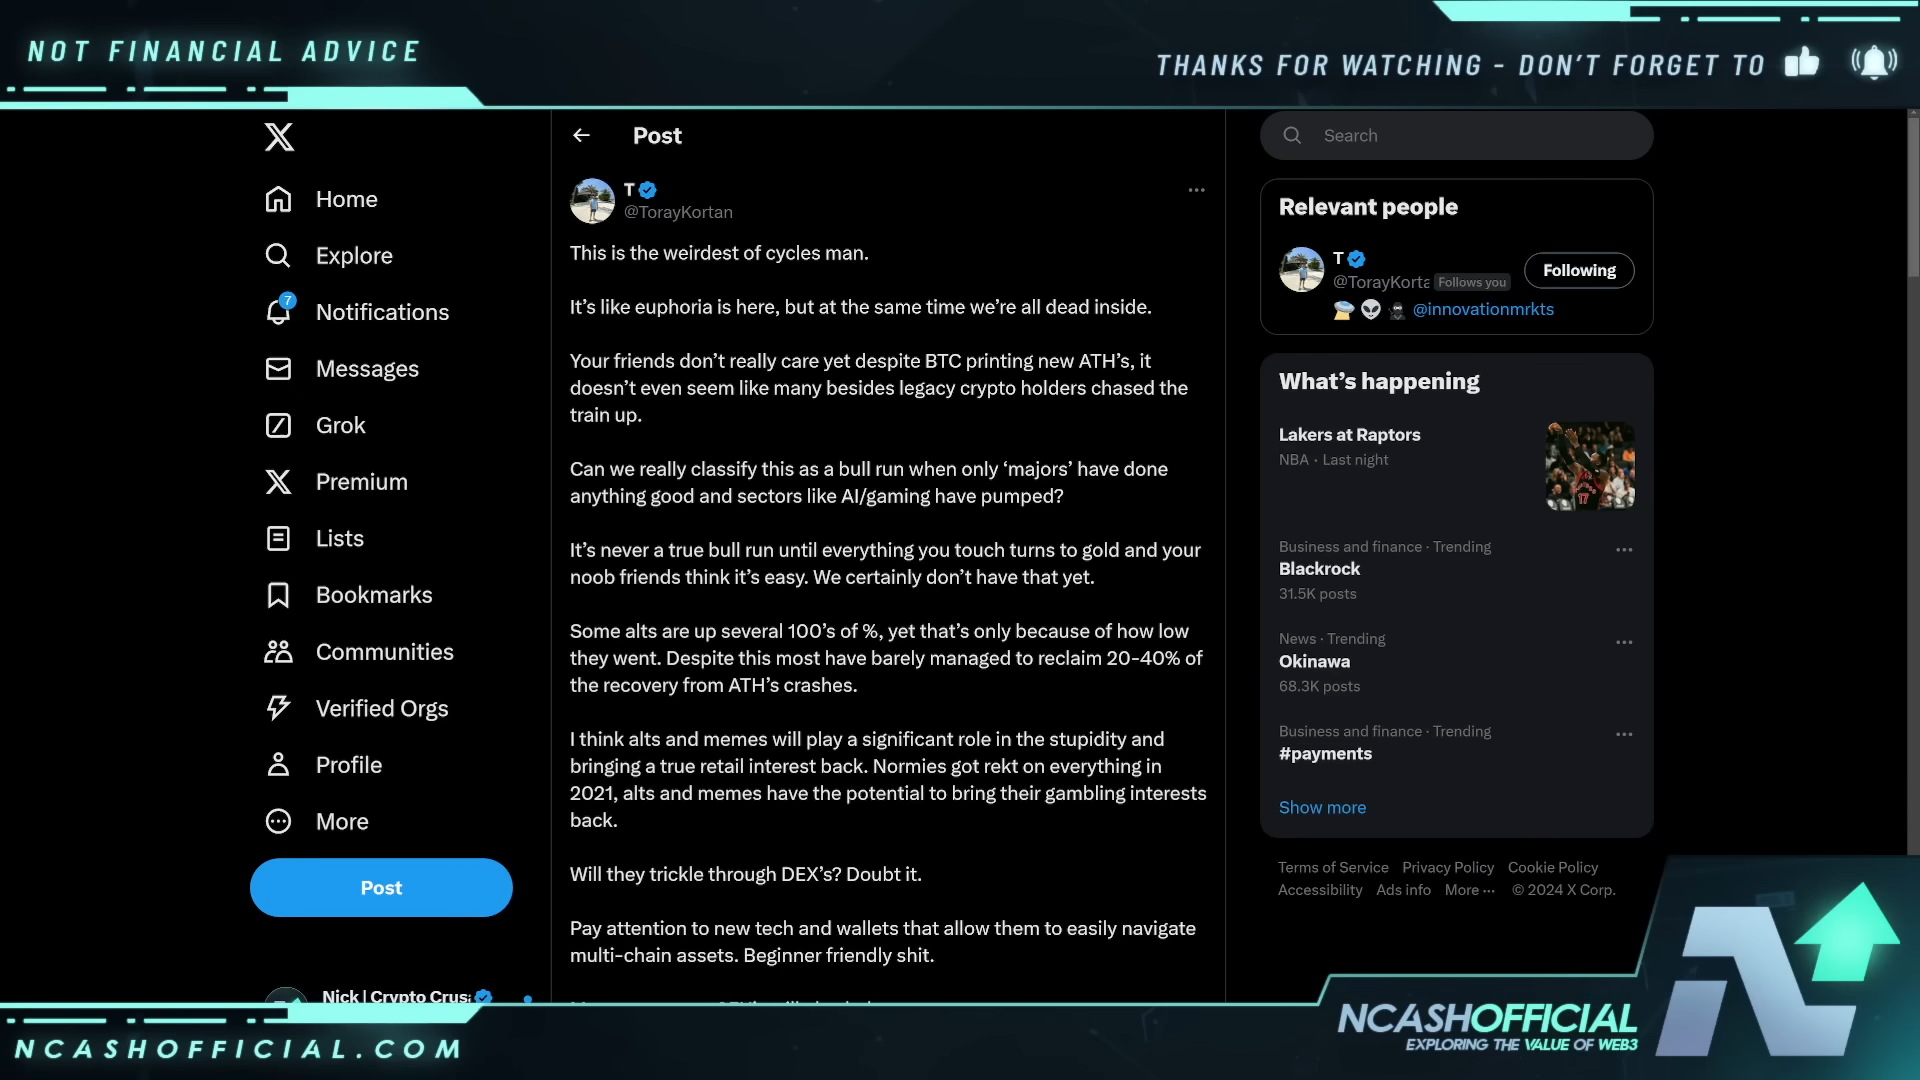 NOT FINANCIAL ADVICE
THANKS FOR WATCHING - DON'T FORGET TO
Home
Explore
7
Notifications
Messages
Grok
Premium
Lists
Bookmarks
Communities
Verified Orgs
Profile
More
Post
Nick | Crypto Crus
Post
T
@TorayKortan
This is the weirdest of cycles man.
It's like euphoria is here, but at the same time we're all dead inside.
Your friends don't really care yet despite BTC printing new ATH's, it
doesn't even seem like many besides legacy crypto holders chased the
train up.
Can we really classify this as a bull run when only ‘majors’ have done
anything good and sectors like AI/gaming have pumped?
It's never a true bull run until everything you touch turns to gold and your
noob friends think it's easy. We certainly don't have that yet.
Some alts are up several 100's of %, yet that's only because of how low
they went. Despite this most have barely managed to reclaim 20-40% of
the recovery from ATH's crashes.
I think alts and memes will play a significant role in the stupidity and
bringing a true retail interest back. Normies got rekt on everything in
2021, alts and memes have the potential to bring their gambling interests
back.
Will they trickle through DEX's? Doubt it.
Pay attention to new tech and wallets that allow them to easily navigate
multi-chain assets. Beginner friendly shit.
Search
Relevant people
T
@TorayKorta Follows you
Following
@innovationmrkts
What's happening
Lakers at Raptors
NBA · Last night
17
Business and finance · Trending
Blackrock
31.5K posts
News · Trending
Okinawa
68.3K posts
Business and finance · Trending
#payments
Show more
Terms of Service Privacy Policy Cookie Policy
Accessibility Ads info More ··· © 2024 X Corp.
NCASHOFFICIAL.COM
NCASHOFFICIAL
EXPLORING THE VALUE OF WEB3